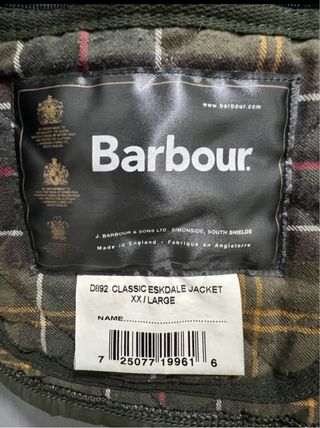 www.barbour.com
Barbour.
J. BARBOUR & SONS LTD. SIMONSIDE, SOUTH SHIELDS
Made in England • Fabriqué en Angleterre
D892 CLASSIC ESKDALE JACKET
XX/LARGE
NAME
7 25077 19961 6